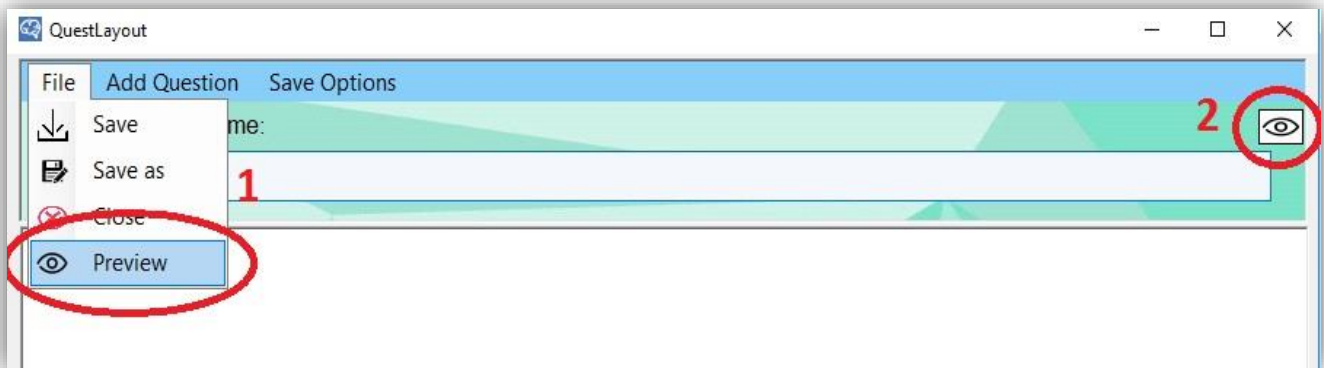 QuestLayout
File Add Question Save Options
Save me: 2
Save as
1
Close
Preview